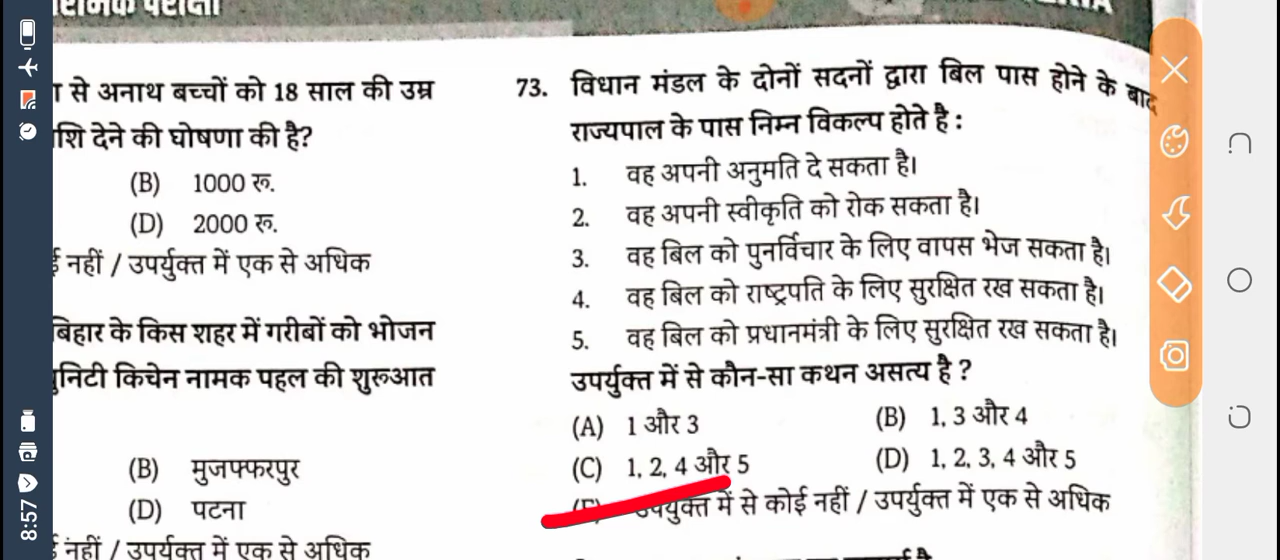 परीक्षा
से अनाथ बच्चों को 18 साल की उम्र
शि देने की घोषणा की है?
(B) 1000 रू.
(D) 2000 रू.
नहीं / उपर्युक्त में एक से अधिक
बिहार के किस शहर में गरीबों को भोजन
निटी किचेन नामक पहल की शुरूआत
(B) मुजफ्फरपुर
(D) पटना
नहीं / उपर्युक्त में एक से अधिक
73. विधान मंडल के दोनों सदनों द्वारा बिल पास होने के बाद
राज्यपाल के पास निम्न विकल्प होते है :
1. वह अपनी अनुमति दे सकता है।
2. वह अपनी स्वीकृति को रोक सकता है।
3. वह बिल को पुनर्विचार के लिए वापस भेज सकता है।
4. वह बिल को राष्ट्रपति के लिए सुरक्षित रख सकता है।
5. वह बिल को प्रधानमंत्री के लिए सुरक्षित रख सकता है।
उपर्युक्त में से कौन-सा कथन असत्य है ?
(A) 1 और 3
(B) 1, 3 और 4
(C) 1, 2, 4 और 5
(D) 1, 2, 3, 4 और 5
(E) उपर्युक्त में से कोई नहीं / उपर्युक्त में एक से अधिक
8:57